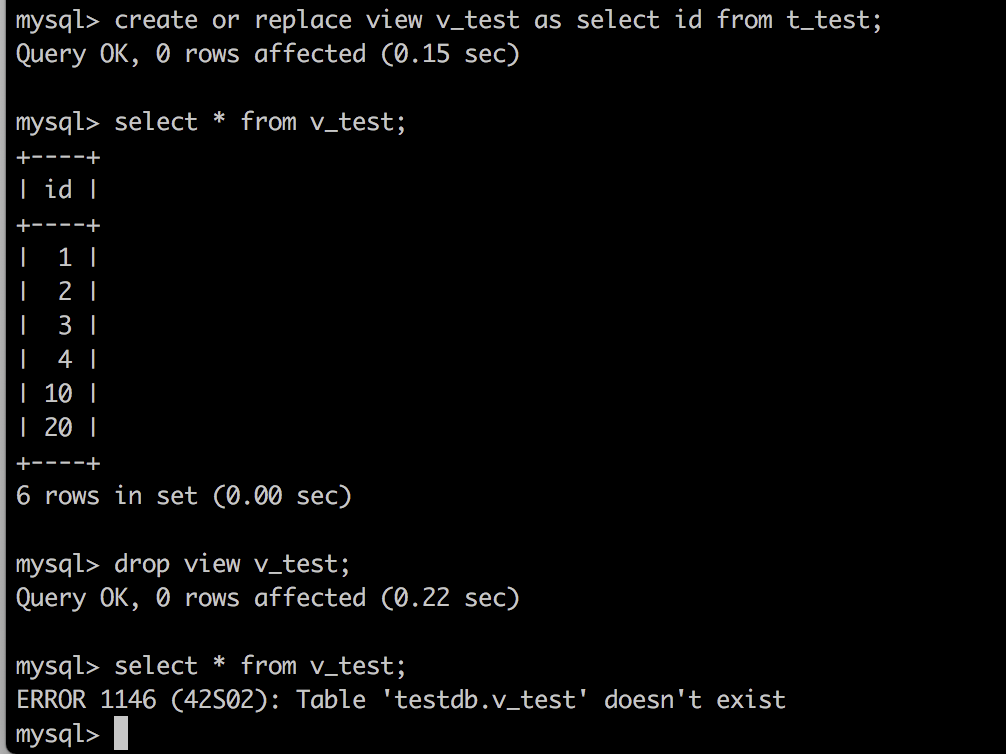 mysql> create or replace view v_test as select id from t_test;
Query OK, 0 rows affected (0.15 sec)
mysql> select * from v_test;
+----+
| id |
+----+
|  1 |
|  2 |
|  3 |
|  4 |
| 10 |
| 20 |
+----+
6 rows in set (0.00 sec)
mysql> drop view v_test;
Query OK, 0 rows affected (0.22 sec)
mysql> select * from v_test;
ERROR 1146 (42S02): Table 'testdb.v_test' doesn't exist
mysql>